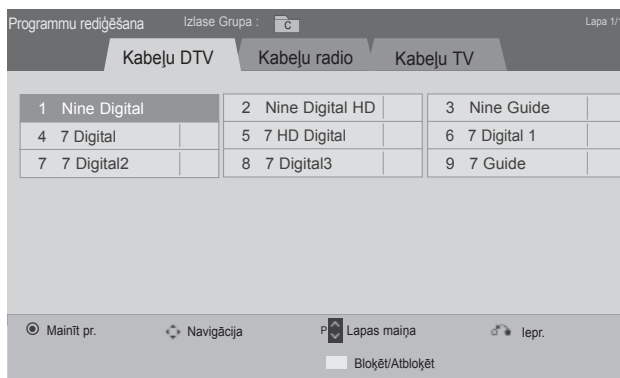 Programmu rediģēšana Izlase Grupa : C Lapa 1/1
Kabeļu DTV Kabeļu radio Kabeļu TV
1 Nine Digital 2 Nine Digital HD 3 Nine Guide
4 7 Digital 5 7 HD Digital 6 7 Digital 1
7 7 Digital2 8 7 Digital3 9 7 Guide
Mainīt pr. Navigācija P Lapas maiņa Iepr.
Bloķēt/Atbloķēt